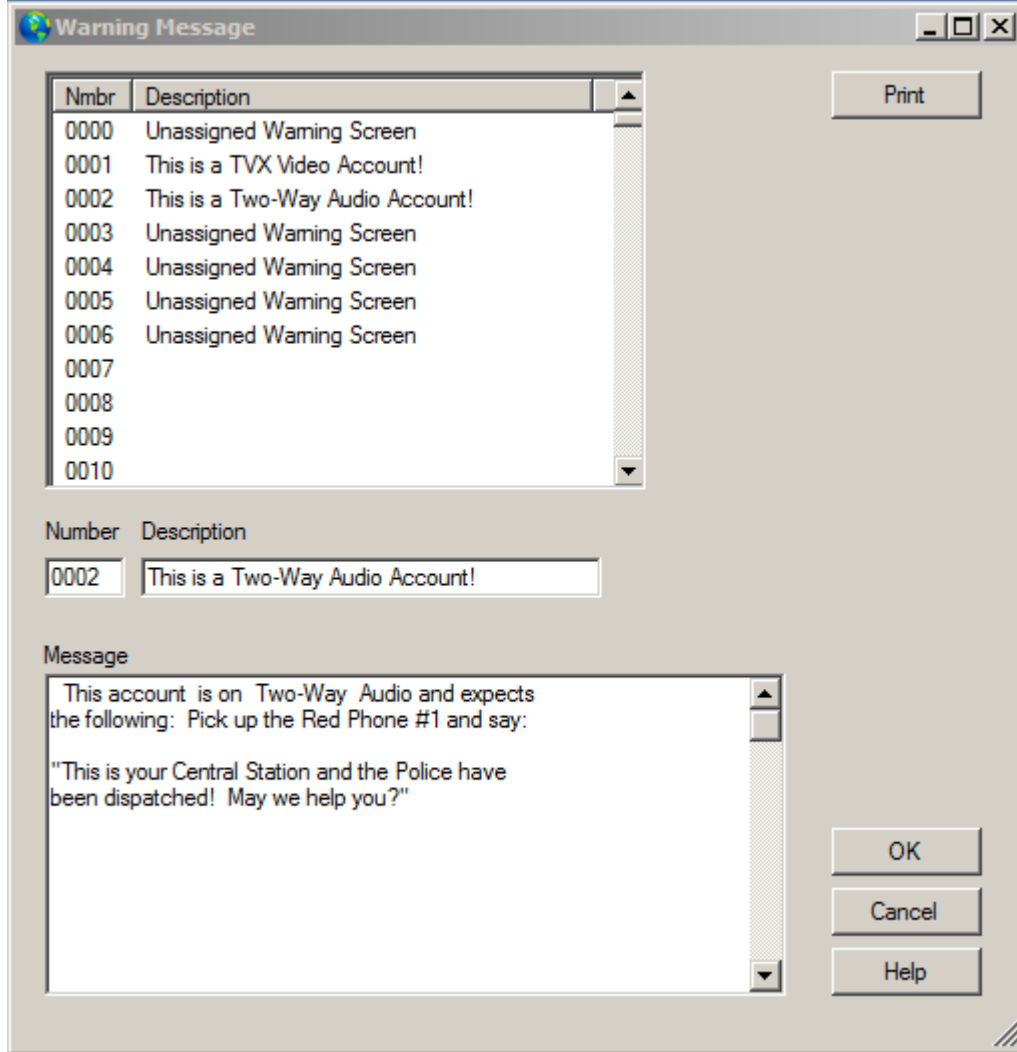 Warning Message
Print
Nmbr Description
0000 Unassigned Warning Screen
0001 This is a TVX Video Account!
0002 This is a Two-Way Audio Account!
0003 Unassigned Warning Screen
0004 Unassigned Warning Screen
0005 Unassigned Warning Screen
0006 Unassigned Warning Screen
0007
0008
0009
0010
Number Description
0002 This is a Two-Way Audio Account!
Message
This account is on Two-Way Audio and expects
the following: Pick up the Red Phone #1 and say:
"This is your Central Station and the Police have
been dispatched! May we help you?"
OK
Cancel
Help